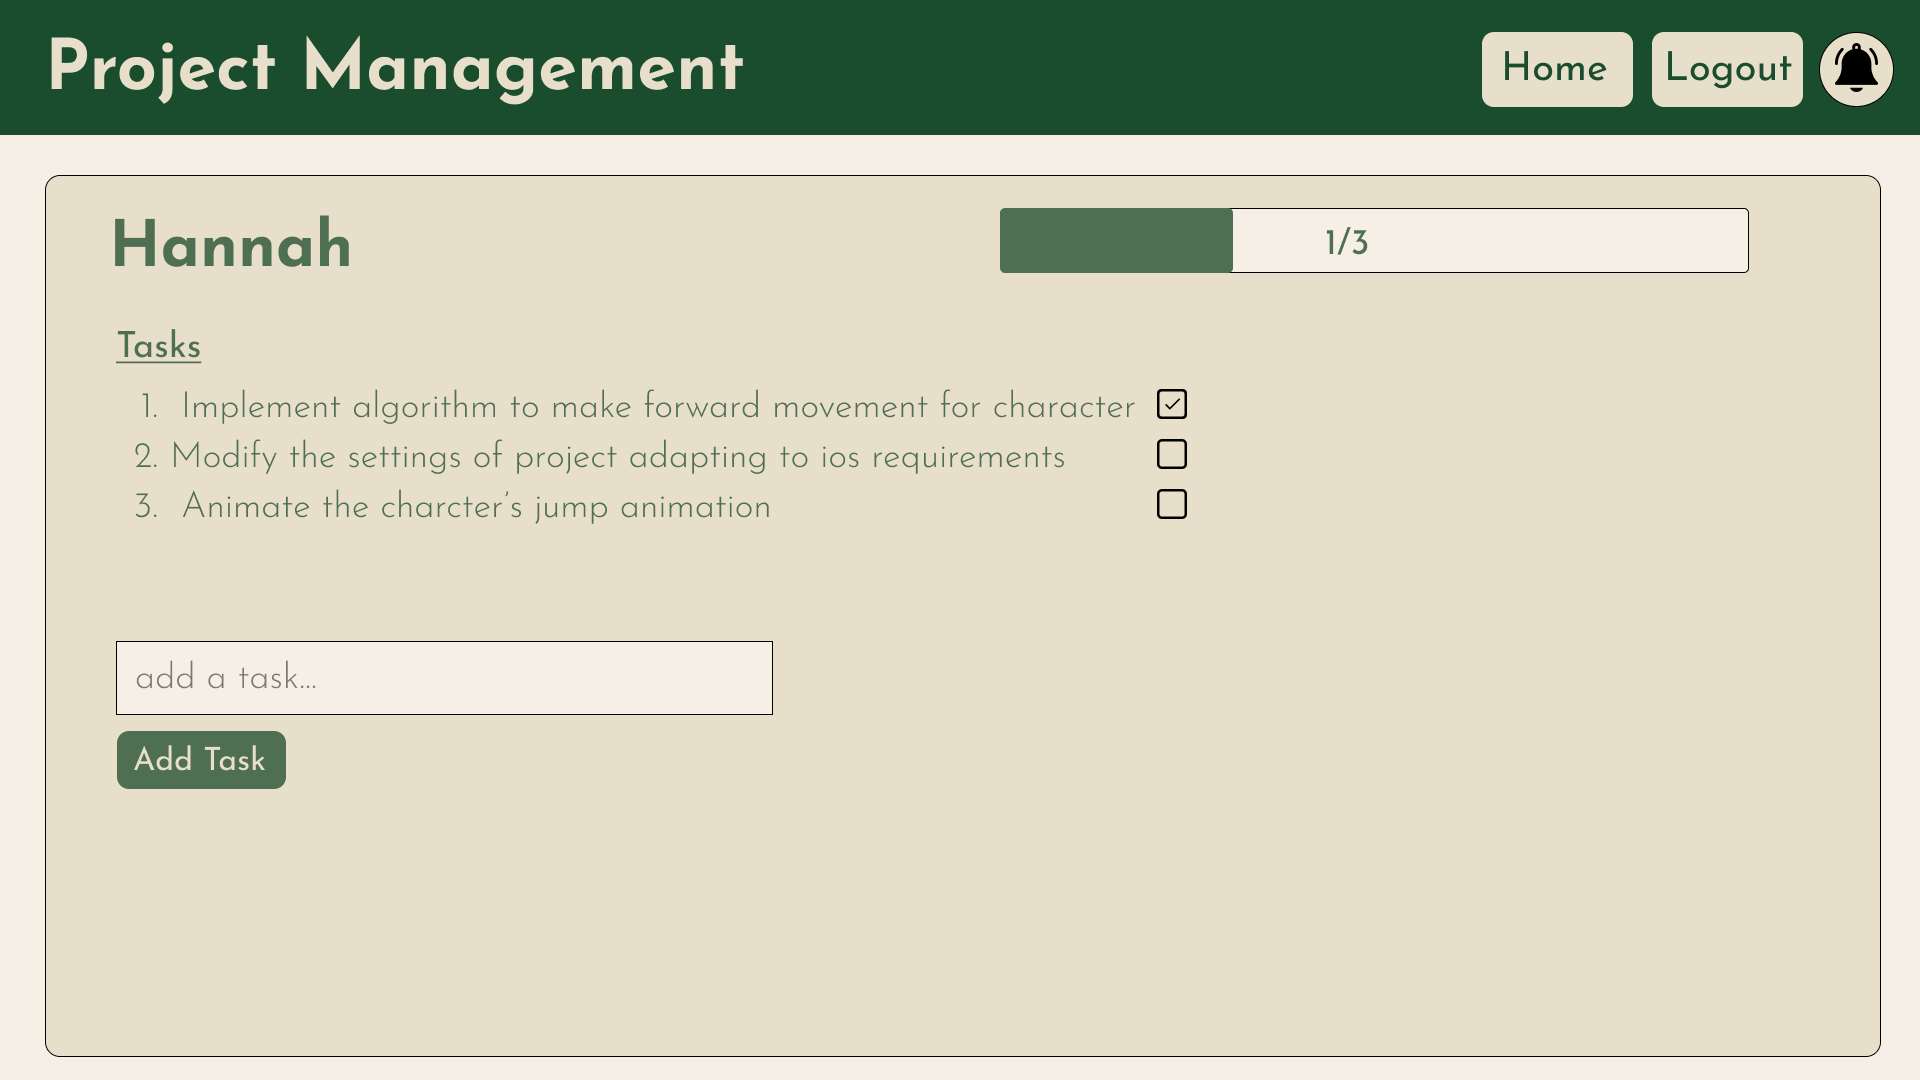 Project Management
Home
Logout
Hannah
1/3
Tasks
1. Implement algorithm to make forward movement for character
2. Modify the settings of project adapting to ios requirements
3. Animate the charcter's jump animation
add a task...
Add Task